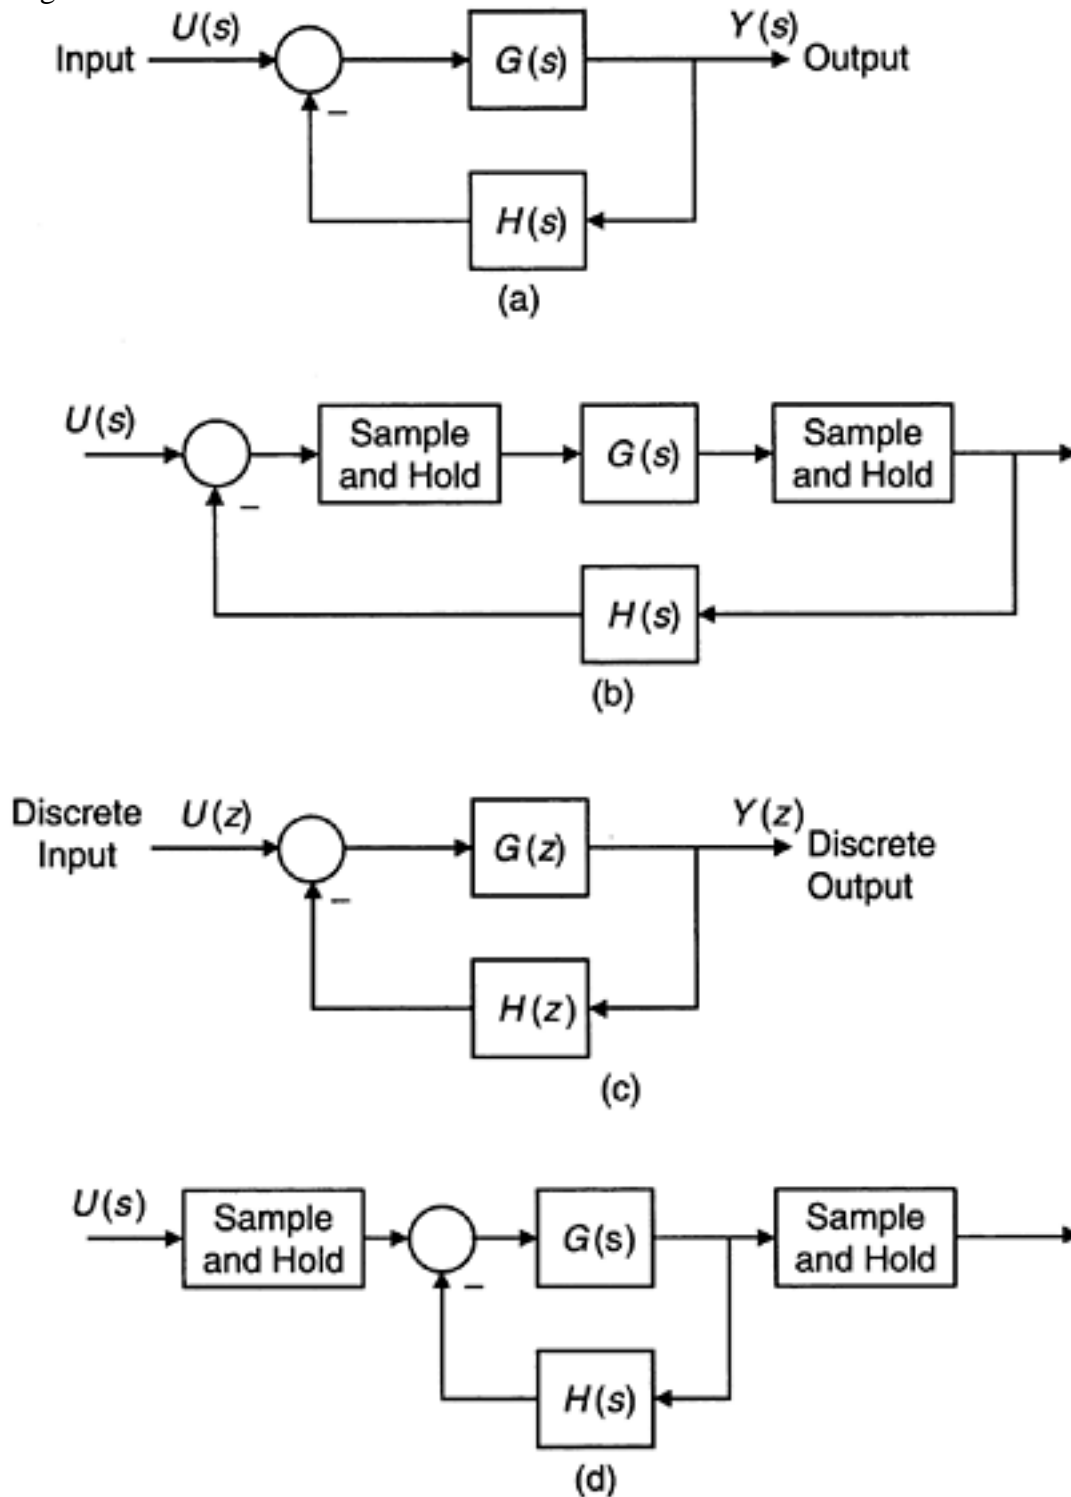 U(s)
Y(s)
Input
G(s)
Output
–
H(s)
(a)
U(s)
Sample
and Hold
G(s)
Sample
and Hold
–
H(s)
(b)
Discrete
Input
U(z)
G(z)
Y(z)
Discrete
Output
–
H(z)
(c)
U(s)
Sample
and Hold
G(s)
Sample
and Hold
–
H(s)
(d)